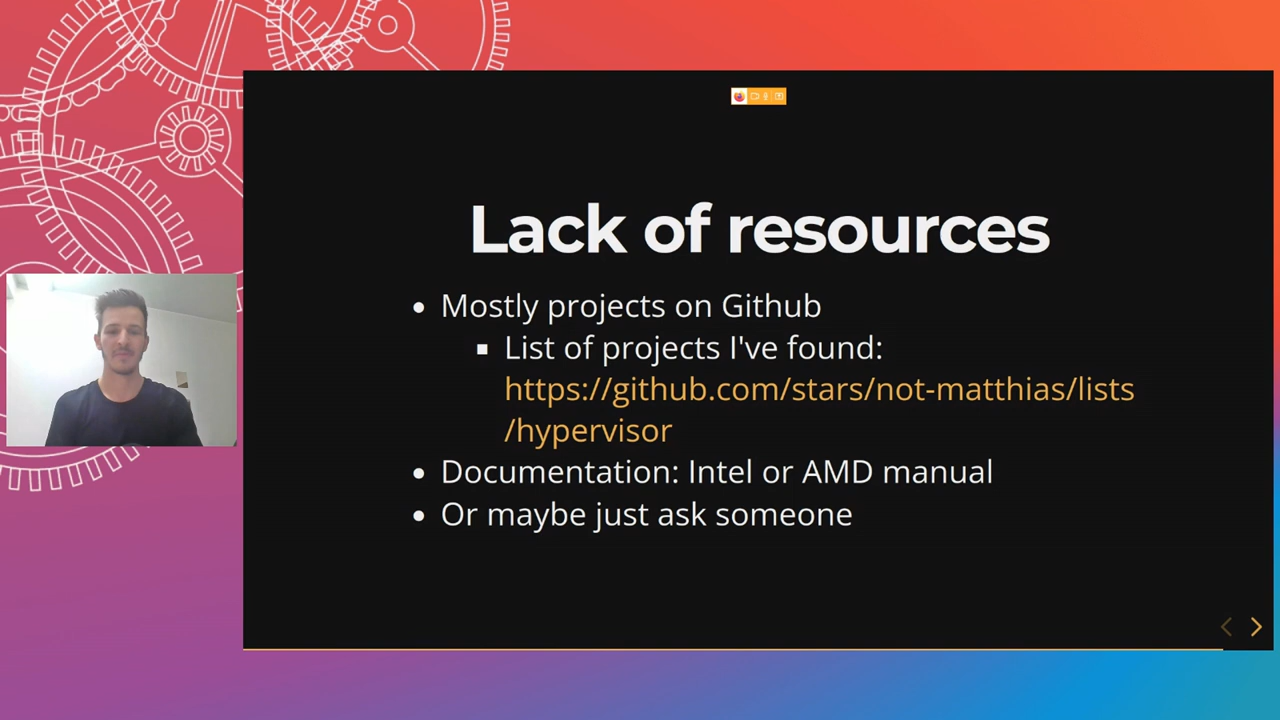 Lack of resources
Mostly projects on Github
List of projects I've found:
https://github.com/stars/not-matthias/lists
/hypervisor
Documentation: Intel or AMD manual
Or maybe just ask someone